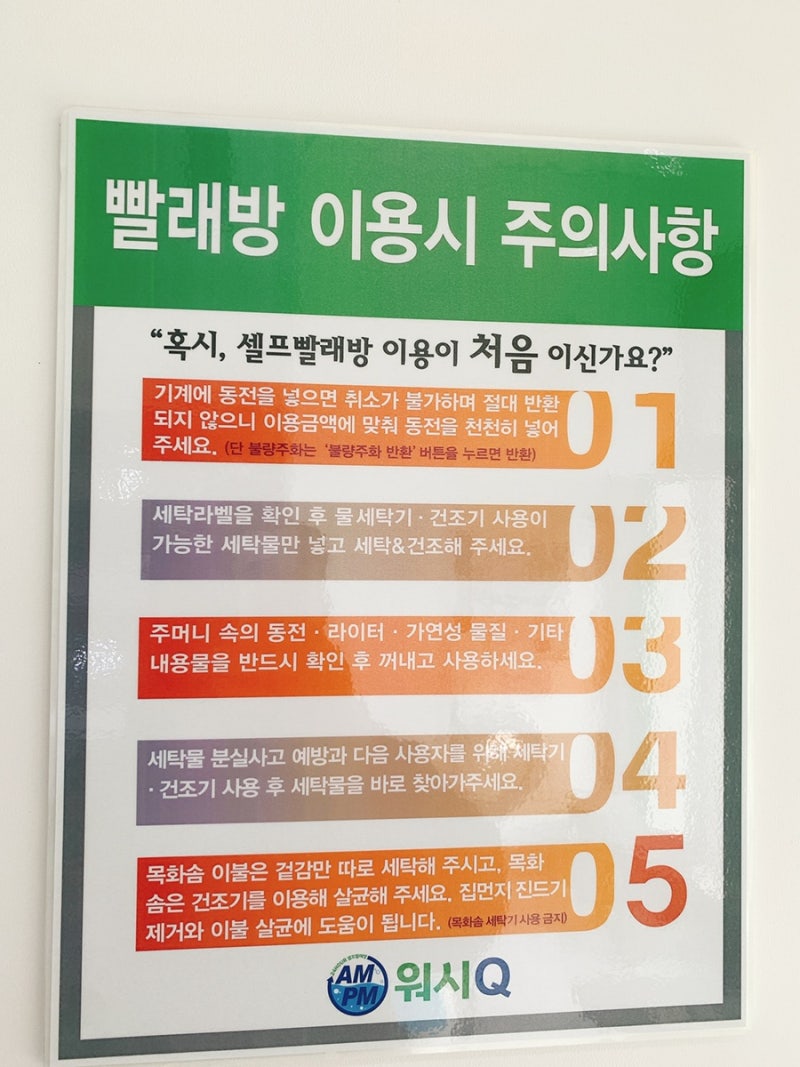 빨래방 이용시 주의사항
“혹시, 셀프빨래방 이용이 처음 이신가요?”
기계에 동전을 넣으면 취소가 불가하며 절대 반환
되지 않으니 이용금액에 맞춰 동전을 천천히 넣어
주세요. (단 불량주화는 ‘불량주화 반환’ 버튼을 누르면 반환)
01
세탁라벨을 확인 후 물세탁기 · 건조기 사용이
가능한 세탁물만 넣고 세탁&건조해 주세요.
02
주머니 속의 동전 · 라이터 · 가연성 물질 · 기타
내용물을 반드시 확인 후 꺼내고 사용하세요.
03
세탁물 분실사고 예방과 다음 사용자를 위해 세탁기
· 건조기 사용 후 세탁물을 바로 찾아가주세요.
04
목화솜 이불은 겉감만 따로 세탁해 주시고, 목화
솜은 건조기를 이용해 살균해 주세요. 집먼지 진드기
제거와 이불 살균에 도움이 됩니다. (목화솜 세탁기 사용 금지)
05
AM
PM
워시Q